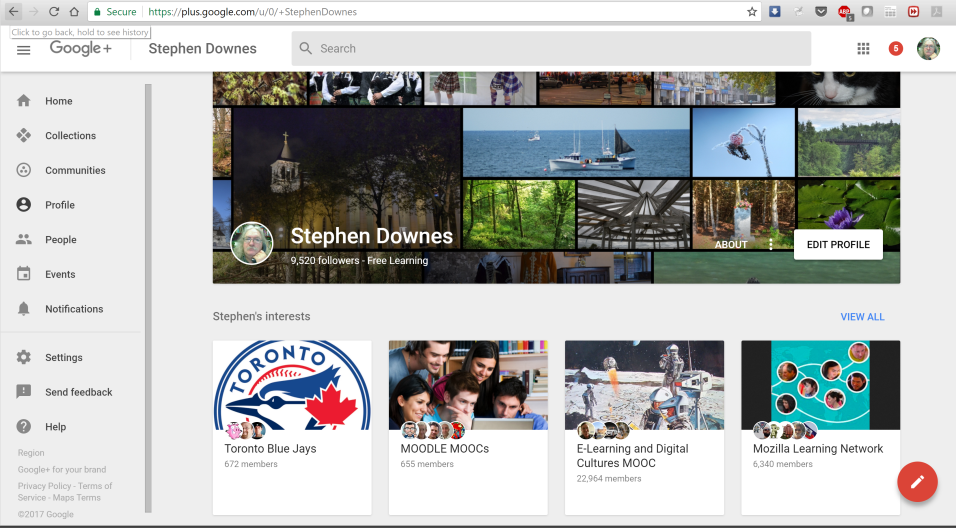 Secure
https://plus.google.com/u/0/+StephenDownes
ABP
5
Click to go back, hold to see history
Google+
Stephen Downes
Search
5
Home
Collections
Communities
Profile
People
Events
Notifications
Settings
Send feedback
Help
Region
Google+ for your brand
Privacy Policy - Terms of
Service - Maps Terms
©2017 Google
Stephen Downes
9,520 followers - Free Learning
ABOUT
EDIT PROFILE
Stephen's interests
VIEW ALL
TORONTO
Toronto Blue Jays
672 members
MOODLE MOOCs
655 members
E-Learning and Digital
Cultures MOOC
22,964 members
Mozilla Learning Network
6,340 members